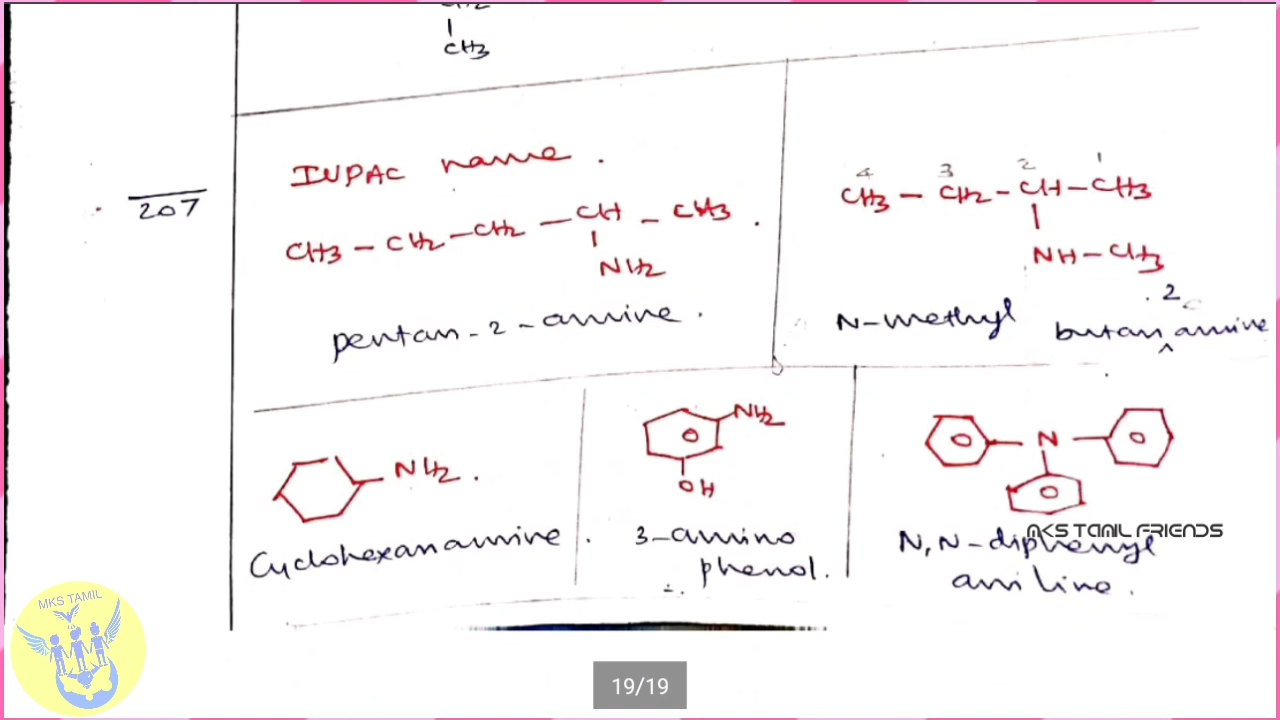 CH3
207
IUPAC name.
CH3 - CH2 - CH2 - CH - CH3.
NH2
pentan-2-amine.
4 3 2 1
CH3 - CH2 - CH - CH3
NH - CH3
2
N-methyl butan amine
NH2.
Cyclohexanamine.
NH2
OH
3-amino
phenol.
N
N,N-diphenyl
aniline.
MKS TAMIL FRIENDS
MKS TAMIL
19/19